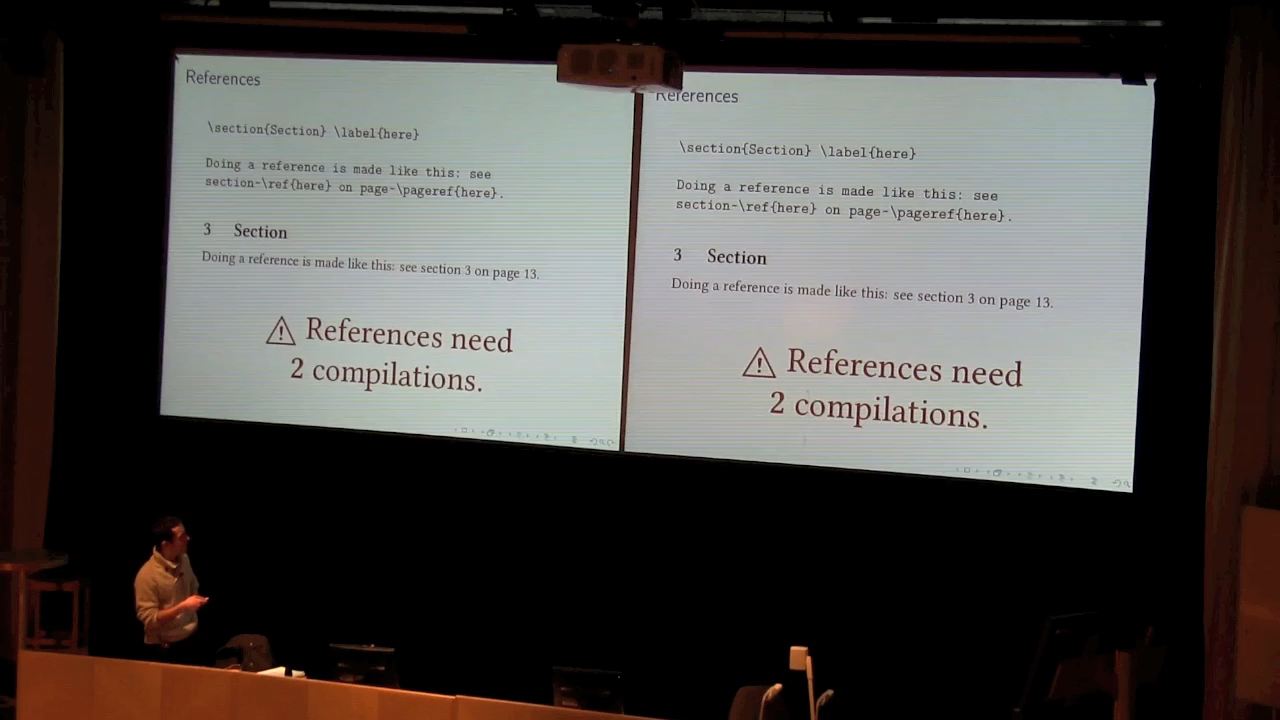 References
\section{Section} \label{here}
Doing a reference is made like this: see
section~\ref{here} on page~\pageref{here}.
3 Section
Doing a reference is made like this: see section 3 on page 13.
⚠ References need
2 compilations.
References
\section{Section} \label{here}
Doing a reference is made like this: see
section~\ref{here} on page~\pageref{here}.
3 Section
Doing a reference is made like this: see section 3 on page 13.
⚠ References need
2 compilations.